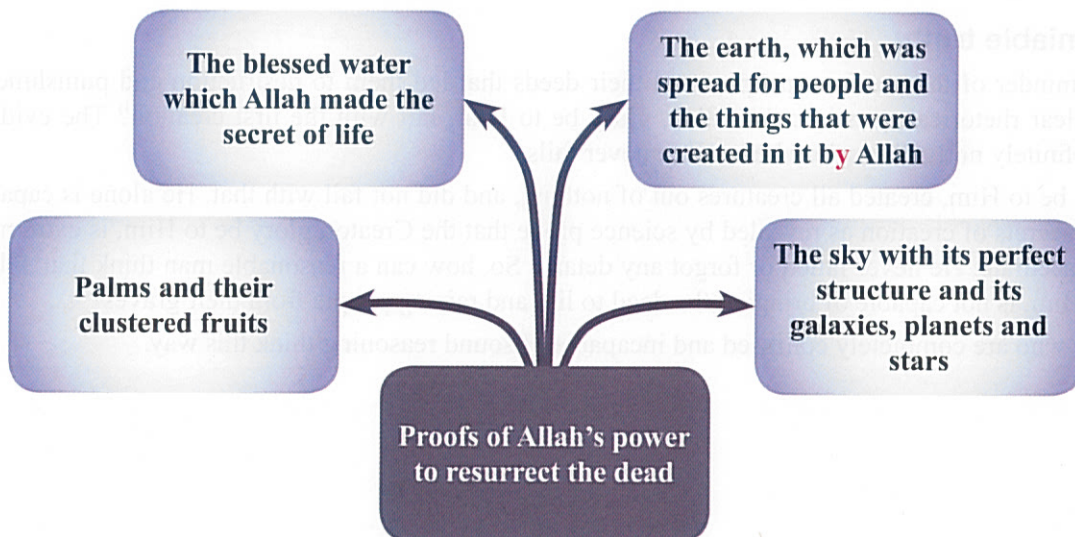 The blessed water
which Allah made the
secret of life
The earth, which was
spread for people and
the things that were
created in it by Allah
Palms and their
clustered fruits
The sky with its perfect
structure and its
galaxies, planets and
stars
Proofs of Allah's power
to resurrect the dead